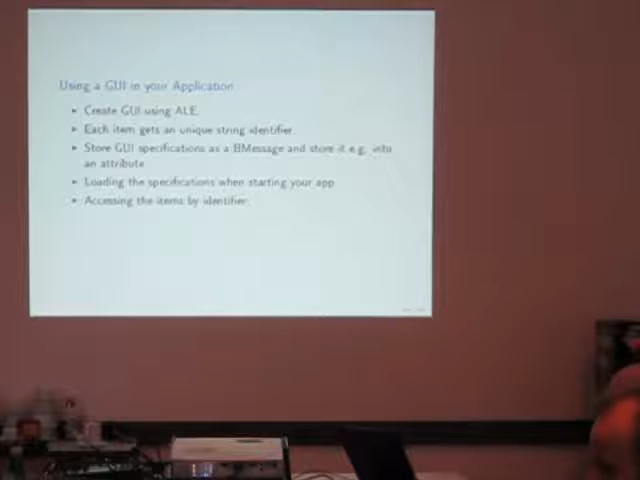 Using a GUI in your Application
Create GUI using ALE.
Each item gets an unique string identifier.
Store GUI specifications as a BMessage and store it e.g. into
an attribute
Loading the specifications when starting your app
Accessing the items by identifier.